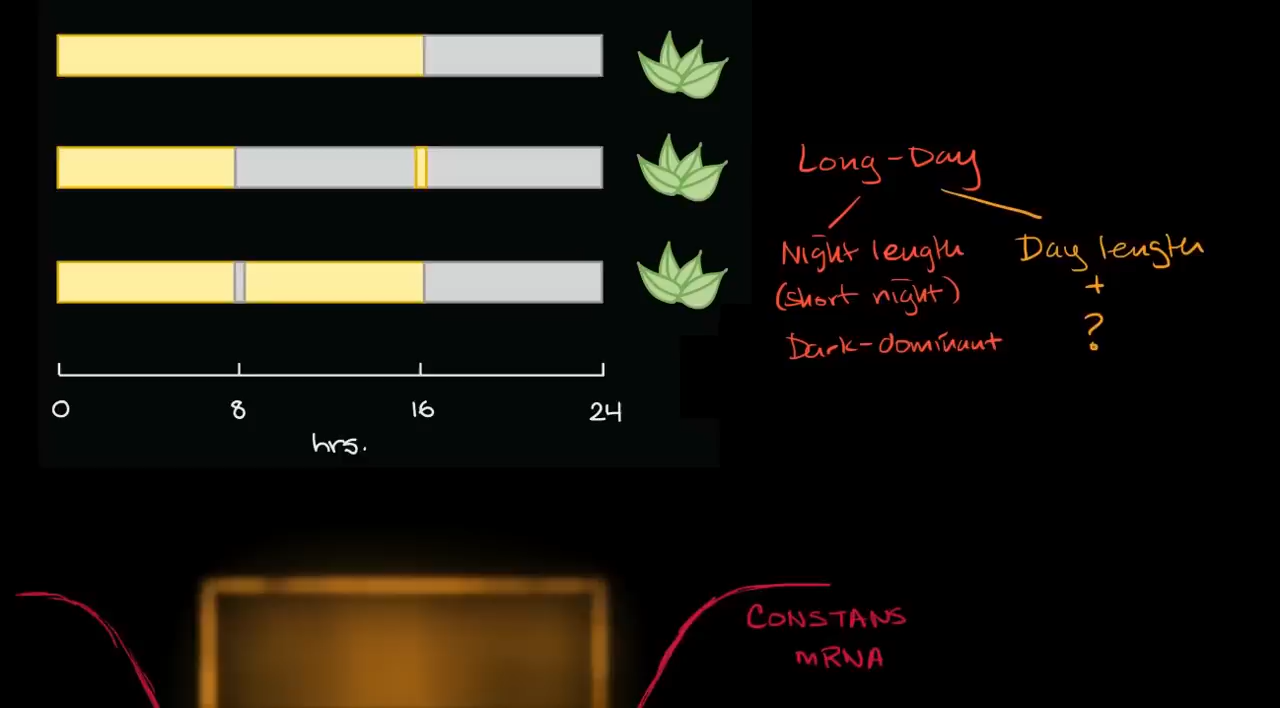 Long-Day
Night length
(short night)
Dark-dominant
Day length
+
?
0 8 16 24
hrs.
CONSTANS
mRNA